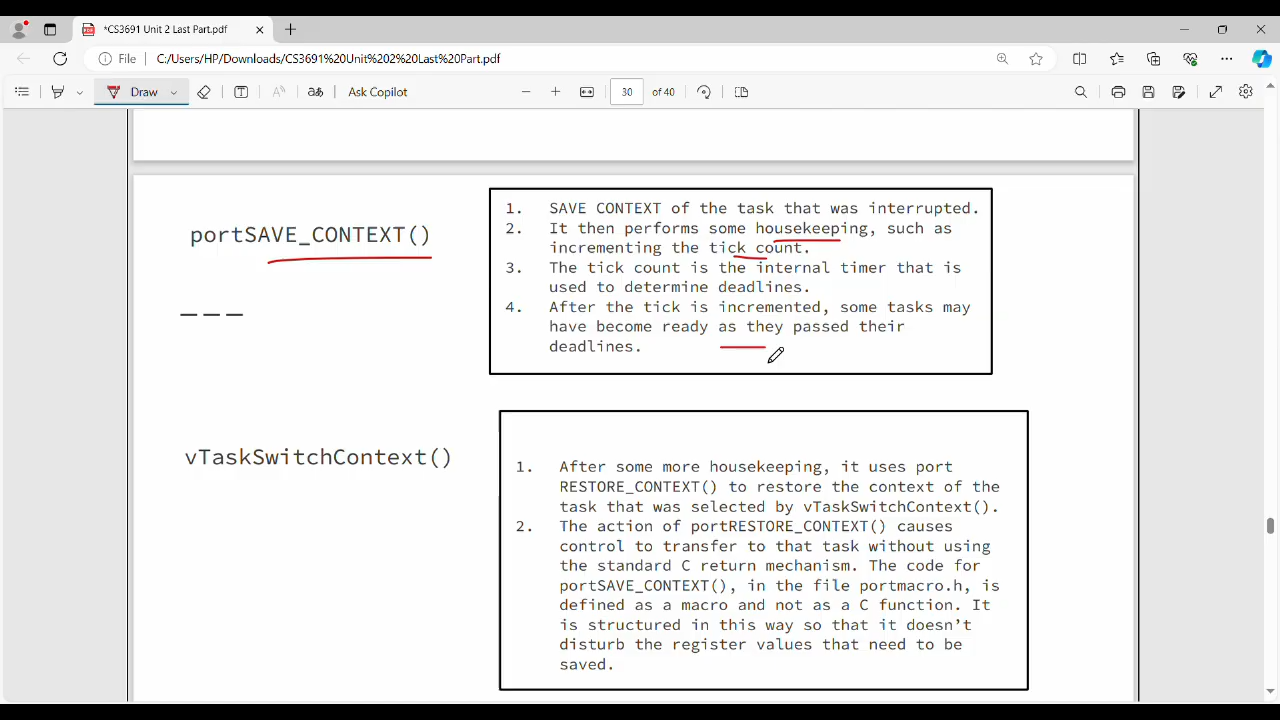 *CS3691 Unit 2 Last Part.pdf
File
C:/Users/HP/Downloads/CS3691%20Unit%202%20Last%20Part.pdf
Draw
Ask Copilot
30 of 40
portSAVE_CONTEXT()
1. SAVE CONTEXT of the task that was interrupted.
2. It then performs some housekeeping, such as
incrementing the tick count.
3. The tick count is the internal timer that is
used to determine deadlines.
4. After the tick is incremented, some tasks may
have become ready as they passed their
deadlines.
vTaskSwitchContext()
1. After some more housekeeping, it uses port
RESTORE_CONTEXT() to restore the context of the
task that was selected by vTaskSwitchContext().
2. The action of portRESTORE_CONTEXT() causes
control to transfer to that task without using
the standard C return mechanism. The code for
portSAVE_CONTEXT(), in the file portmacro.h, is
defined as a macro and not as a C function. It
is structured in this way so that it doesn’t
disturb the register values that need to be
saved.